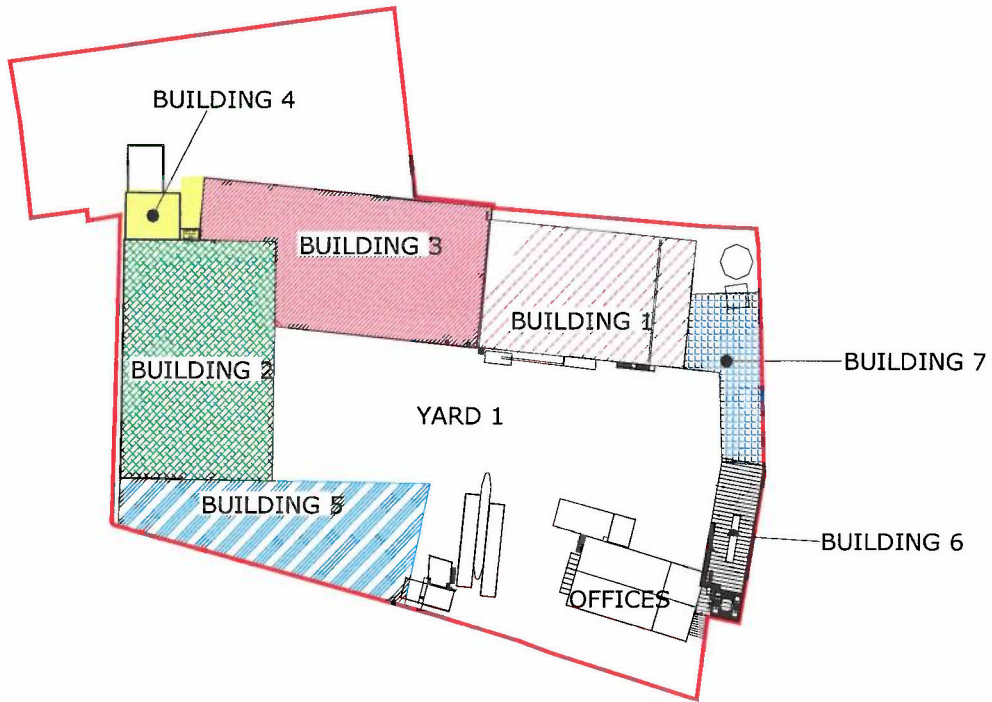 BUILDING 4
BUILDING 3
BUILDING 1
BUILDING 7
BUILDING 2
YARD 1
BUILDING 5
BUILDING 6
OFFICES